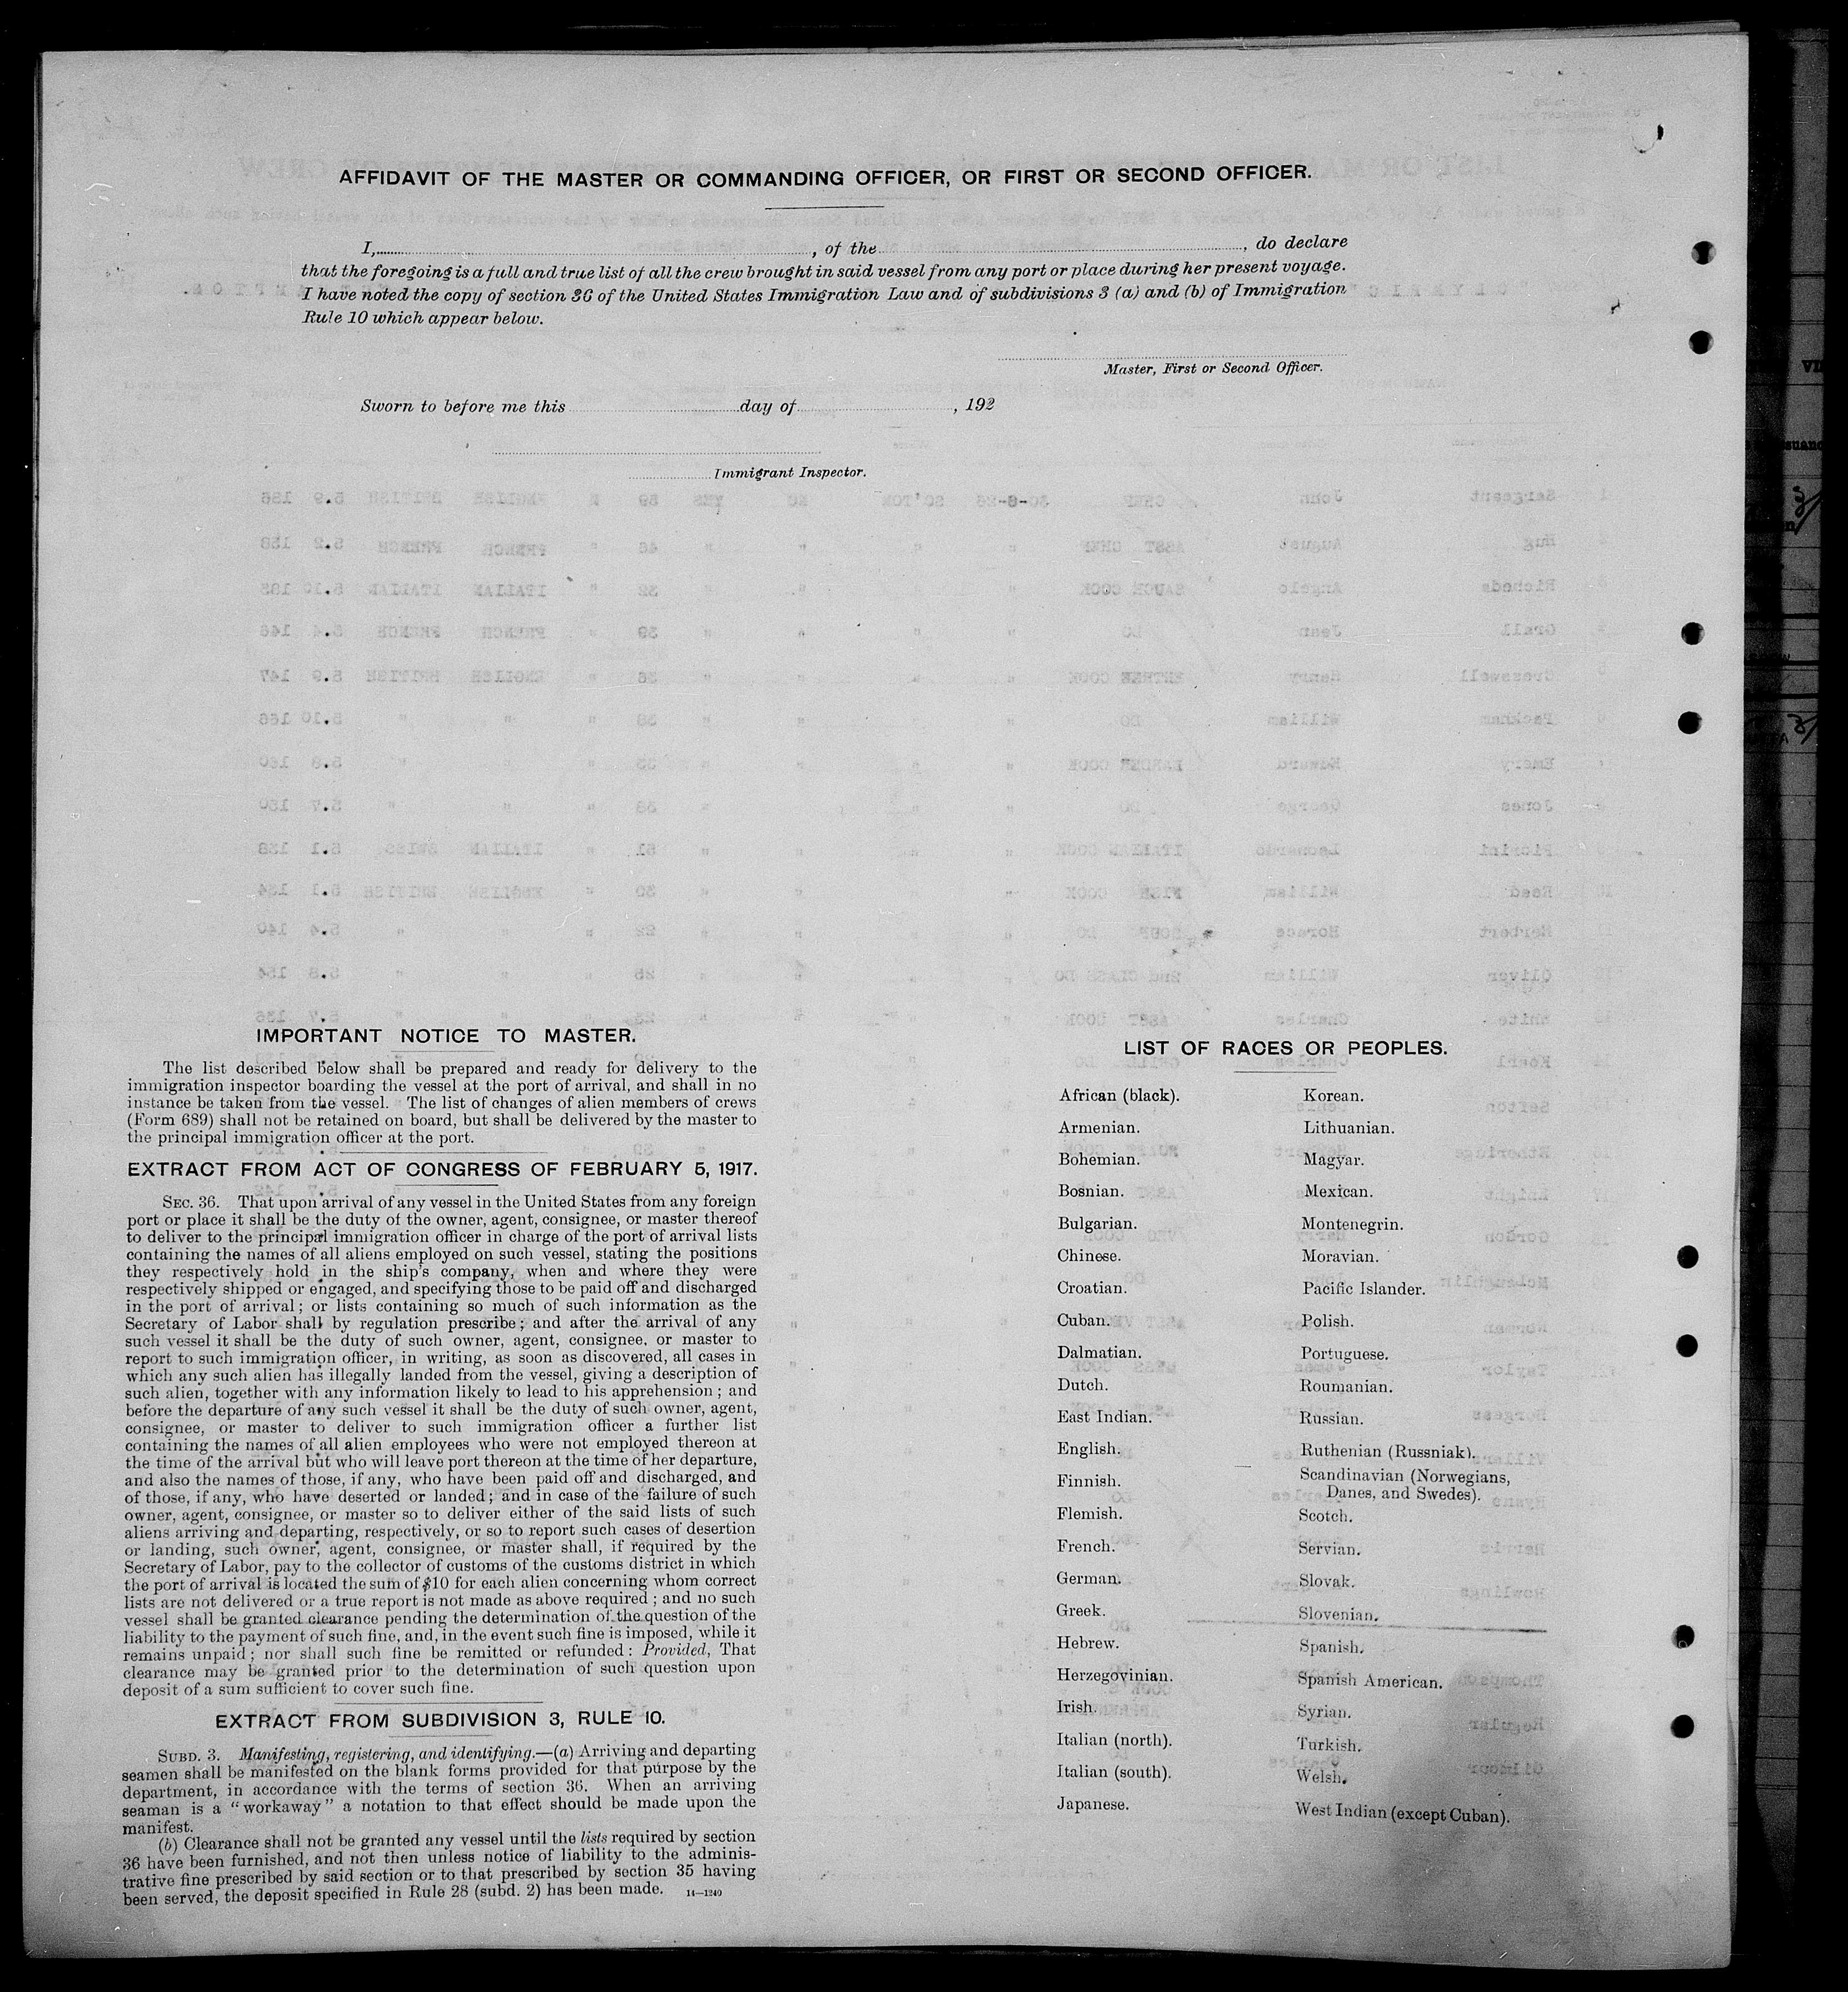 AFFIDAVIT OF THE MASTER OR COMMANDING OFFICER, OR FIRST OR SECOND OFFICER.
I,, of the, do declare
that the foregoing is a full and true list of all the crew brought in said vessel from any port or place during her present voyage.
I have noted the copy of section 36 of the United States Immigration Law and of subdivisions 3 (a) and (b) of Immigration
Rule 10 which appear below.
Master, First or Second Officer.
Sworn to before me this day of , 192
Immigrant Inspector.
IMPORTANT NOTICE TO MASTER.
The list described below shall be prepared and ready for delivery to the
immigration inspector boarding the vessel at the port of arrival, and shall in no
instance be taken from the vessel. The list of changes of alien members of crews
(Form 689) shall not be retained on board, but shall be delivered by the master to
the principal immigration officer at the port.
EXTRACT FROM ACT OF CONGRESS OF FEBRUARY 5, 1917.
SEC. 36. That upon arrival of any vessel in the United States from any foreign
port or place it shall be the duty of the owner, agent, consignee, or master thereof
to deliver to the principal immigration officer in charge of the port of arrival lists
containing the names of all aliens employed on such vessel, stating the positions
they respectively hold in the ship's company, when and where they were
respectively shipped or engaged, and specifying those to be paid off and discharged
in the port of arrival; or lists containing so much of such information as the
Secretary of Labor shall by regulation prescribe; and after the arrival of any
such vessel it shall be the duty of such owner, agent, consignee, or master to
report to such immigration officer, in writing, as soon as discovered, all cases in
which any such alien has illegally landed from the vessel, giving a description of
such alien, together with any information likely to lead to his apprehension; and
before the departure of any such vessel it shall be the duty of such owner, agent,
consignee, or master to deliver to such immigration officer a further list
containing the names of all alien employees who were not employed thereon at
the time of the arrival but who will leave port thereon at the time of her departure,
and also the names of those, if any, who have been paid off and discharged, and
of those, if any, who have deserted or landed; and in case of the failure of such
owner, agent, consignee, or master so to deliver either of the said lists of such
aliens arriving and departing, respectively, or so to report such cases of desertion
or landing, such owner, agent, consignee, or master shall, if required by the
Secretary of Labor, pay to the collector of customs of the customs district in which
the port of arrival is located the sum of $10 for each alien concerning whom correct
lists are not delivered or a true report is not made as above required; and no such
vessel shall be granted clearance pending the determination of the question of the
liability to the payment of such fine, and, in the event such fine is imposed, while it
remains unpaid; nor shall such fine be remitted or refunded: Provided, That
clearance may be granted prior to the determination of such question upon
deposit of a sum sufficient to cover such fine.
EXTRACT FROM SUBDIVISION 3, RULE 10.
SUBD. 3. Manifesting, registering, and identifying.—(a) Arriving and departing
seamen shall be manifested on the blank forms provided for that purpose by the
department, in accordance with the terms of section 36. When an arriving
seaman is a "workaway" a notation to that effect should be made upon the
manifest.
(b) Clearance shall not be granted any vessel until the lists required by section
36 have been furnished, and not then unless notice of liability to the adminis-
trative fine prescribed by said section or to that prescribed by section 35 having
been served, the deposit specified in Rule 28 (subd. 2) has been made. 14—1240
LIST OF RACES OR PEOPLES.
African (black).
Armenian.
Bohemian.
Bosnian.
Bulgarian.
Chinese.
Croatian.
Cuban.
Dalmatian.
Dutch.
East Indian.
English.
Finnish.
Flemish.
French.
German.
Greek.
Hebrew.
Herzegovinian.
Irish.
Italian (north).
Italian (south).
Japanese.
Korean.
Lithuanian.
Magyar.
Mexican.
Montenegrin.
Moravian.
Pacific Islander.
Polish.
Portuguese.
Roumanian.
Russian.
Ruthenian (Russniak).
Scandinavian (Norwegians,
Danes, and Swedes).
Scotch.
Servian.
Slovak.
Slovenian.
Spanish.
Spanish American.
Syrian.
Turkish.
Welsh.
West Indian (except Cuban).